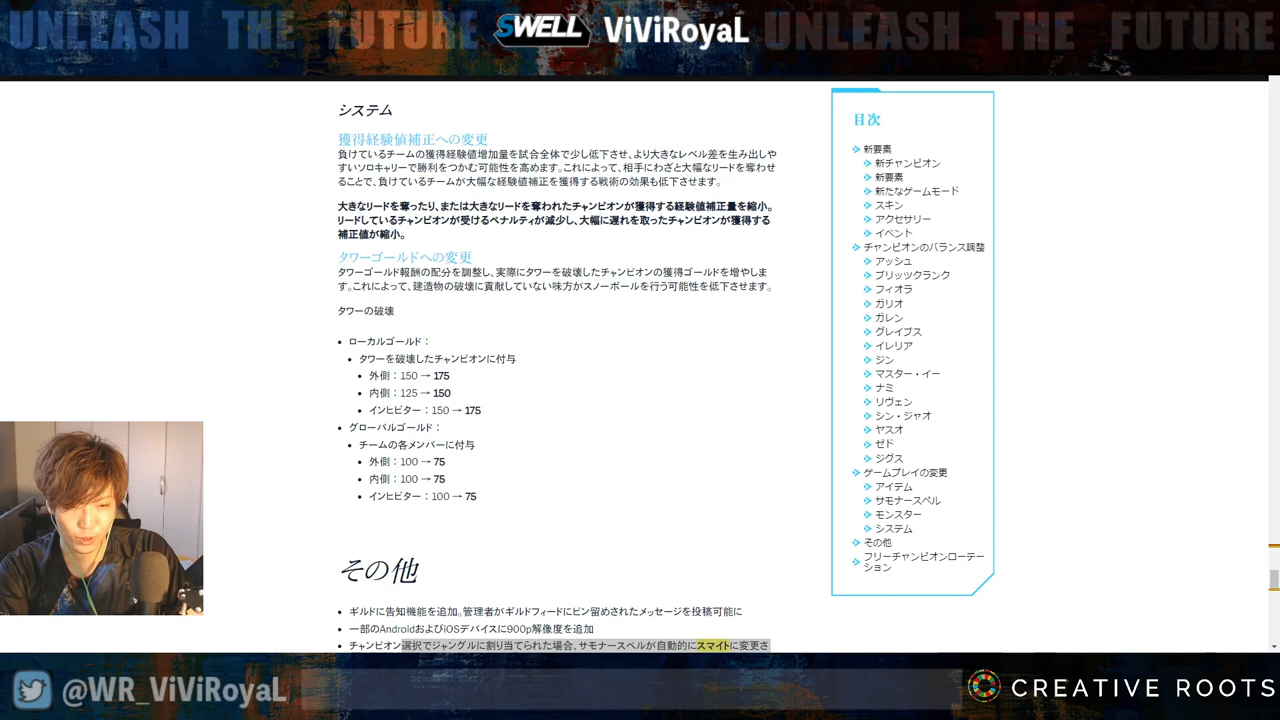 UNLEASH THE FUTURE SWELL ViViRoyaL UNLEASH THE FUTURE
システム
獲得経験値補正への変更
負けているチームの獲得経験値増加量を試合全体で少し低下させ、より大きなレベル差を生み出しや
すいソロキャリーで勝利をつかむ可能性を高めます。これによって、相手にわざと大幅なリードを奪わせ
ることで、負けているチームが大幅な経験値補正を獲得する戦術の効果も低下させます。
大きなリードを奪ったり、または大きなリードを奪われたチャンピオンが獲得する経験値補正量を縮小。
リードしているチャンピオンが受けるペナルティが減少し、大幅に遅れを取ったチャンピオンが獲得する
補正値が縮小。
タワーゴールドへの変更
タワーゴールド報酬の配分を調整し、実際にタワーを破壊したチャンピオンの獲得ゴールドを増やしま
す。これによって、建造物の破壊に貢献していない味方がスノーボールを行う可能性を低下させます。
タワーの破壊
ローカルゴールド：
タワーを破壊したチャンピオンに付与
外側：150 → 175
内側：125 → 150
インヒビター：150 → 175
グローバルゴールド：
チームの各メンバーに付与
外側：100 → 75
内側：100 → 75
インヒビター：100 → 75
その他
ギルドに告知機能を追加。管理者がギルドフィードにピン留めされたメッセージを投稿可能に
一部のAndroidおよびiOSデバイスに900p解像度を追加
チャンピオン選択でジャングルに割り当てられた場合、サモナースペルが自動的にスマイトに変更さ
目次
新要素
新チャンピオン
新要素
新たなゲームモード
スキン
アクセサリー
イベント
チャンピオンのバランス調整
アッシュ
ブリッツクランク
フィオラ
ガリオ
ガレン
グレイブス
イレリア
ジン
マスター・イー
ナミ
リヴェン
シン・ジャオ
ヤスオ
ゼド
ジグス
ゲームプレイの変更
アイテム
サモナースペル
モンスター
システム
その他
フリーチャンピオンローテー
ション
@WR_ViViRoyaL
CREATIVE ROOTS